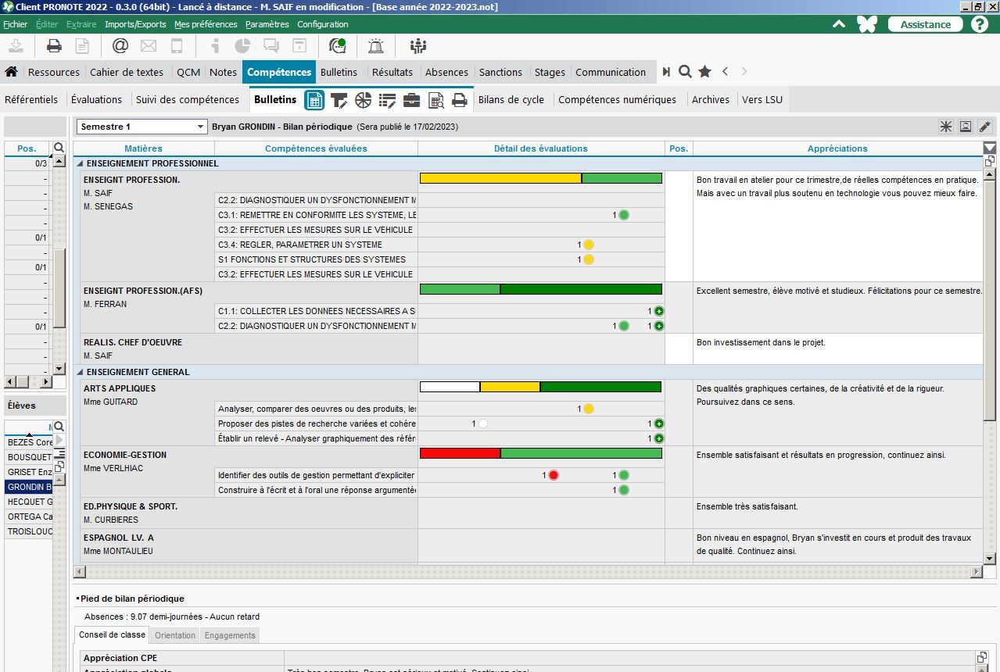 Client PRONOTE 2022 - 0.3.0 (64bit) - Lancé à distance - M. SAIF en modification - [Base année 2022-2023.not]
Fichier Éditer Extraire Imports/Exports Mes préférences Paramètres Configuration Assistance ?
Ressources Cahier de textes QCM Notes Compétences Bulletins Résultats Absences Sanctions Stages Communication
Référentiels Évaluations Suivi des compétences Bulletins Bilans de cycle Compétences numériques Archives Vers LSU
Semestre 1 Bryan GRONDIN - Bilan périodique (Sera publié le 17/02/2023)
Pos. Matières Compétences évaluées Détail des évaluations Pos. Appréciations
0/3 ENSEIGNEMENT PROFESSIONNEL
- ENSEIGNT PROFESSION. Bon travail en atelier pour ce trimestre,de réelles compétences en pratique.
- M. SAIF Mais avec un travail plus soutenu en technologie vous pouvez mieux faire.
- M. SENEGAS C2.2: DIAGNOSTIQUER UN DYSFONCTIONNEMENT M
- C3.1: REMETTRE EN CONFORMITE LES SYSTEME, LE 1
0/1 C3.2: EFFECTUER LES MESURES SUR LE VEHICULE
- C3.4: REGLER, PARAMETRER UN SYSTEME 1
0/1 S1 FONCTIONS ET STRUCTURES DES SYSTEMES 1
- C3.2: EFFECTUER LES MESURES SUR LE VEHICULE
- ENSEIGNT PROFESSION.(AFS) Excellent semestre, élève motivé et studieux. Félicitations pour ce semestre.
- M. FERRAN C1.1: COLLECTER LES DONNEES NECESSAIRES A S 1
0/1 C2.2: DIAGNOSTIQUER UN DYSFONCTIONNEMENT M 1 1
- REALIS. CHEF D'OEUVRE Bon investissement dans le projet.
- M. SAIF
- ENSEIGNEMENT GENERAL
ARTS APPLIQUES Des qualités graphiques certaines, de la créativité et de la rigueur.
Mme GUITARD Poursuivez dans ce sens.
Élèves Analyser, comparer des oeuvres ou des produits, les 1
Proposer des pistes de recherche variées et cohére 1 1
Établir un relevé - Analyser graphiquement des référ 1
BEZES Core
BOUSQUET ECONOMIE-GESTION Ensemble satisfaisant et résultats en progression, continuez ainsi.
GRISET Enz Mme VERLHIAC Identifier des outils de gestion permettant d'expliciter 1 1
GRONDIN B Construire à l'écrit et à l'oral une réponse argumenté 1
HECQUET G ED.PHYSIQUE & SPORT. Ensemble très satisfaisant.
ORTEGA Ca M. CURBIERES
TROISLOUC ESPAGNOL LV. A Bon niveau en espagnol, Bryan s'investit en cours et produit des travaux
Mme MONTAULIEU de qualité. Continuez ainsi.
Pied de bilan périodique
Absences : 9.07 demi-journées - Aucun retard
Conseil de classe Orientation Engagements
Appréciation CPE
Appréciation globale Très bon semestre, Bryan est sérieux et motivé. Continuez ainsi.